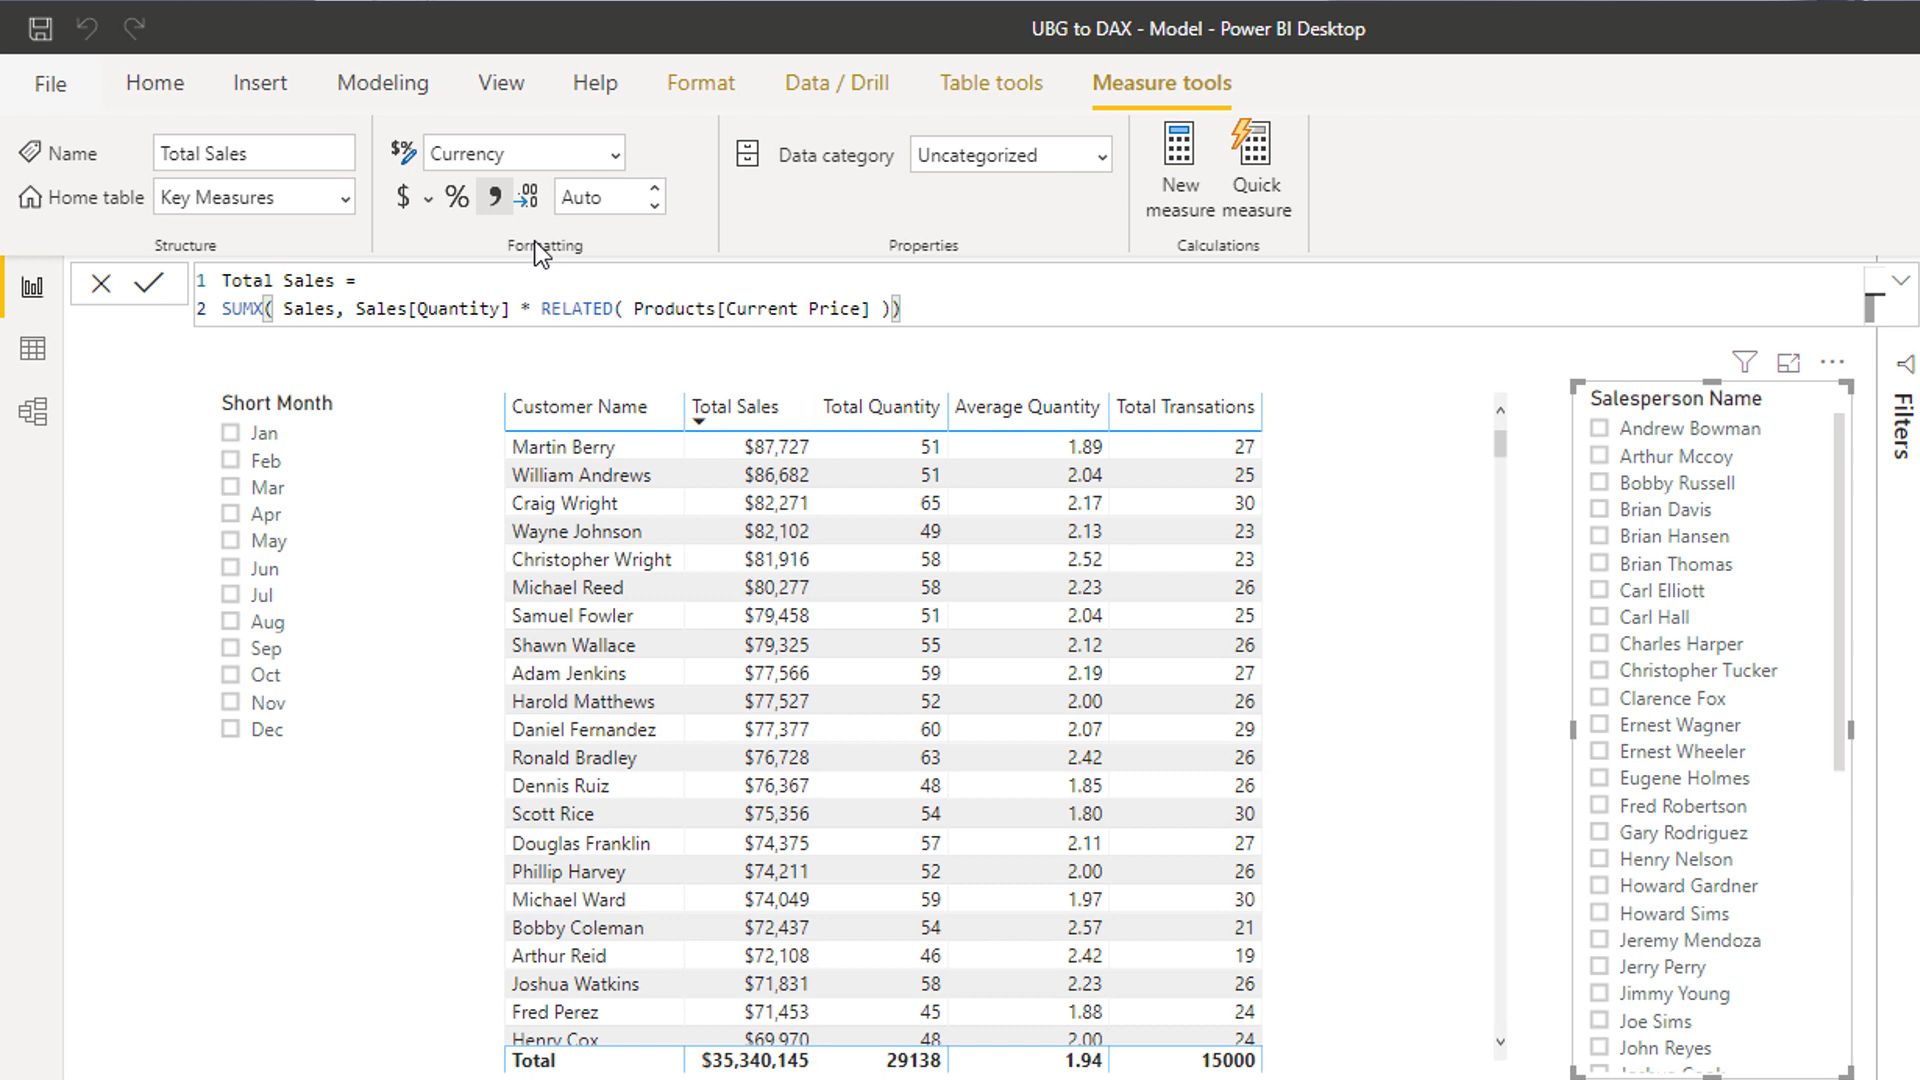 UBG to DAX - Model - Power BI Desktop
File Home Insert Modeling View Help Format Data / Drill Table tools Measure tools
Name Total Sales
Home table Key Measures
Structure
$% Currency
$ % , .00 Auto
Formatting
Data category Uncategorized
Properties
New measure
Quick measure
Calculations
1 Total Sales =
2 SUMX( Sales, Sales[Quantity] * RELATED( Products[Current Price] ))
Short Month
Jan
Feb
Mar
Apr
May
Jun
Jul
Aug
Sep
Oct
Nov
Dec
Customer Name Total Sales Total Quantity Average Quantity Total Transations
Martin Berry $87,727 51 1.89 27
William Andrews $86,682 51 2.04 25
Craig Wright $82,271 65 2.17 30
Wayne Johnson $82,102 49 2.13 23
Christopher Wright $81,916 58 2.52 23
Michael Reed $80,277 58 2.23 26
Samuel Fowler $79,458 51 2.04 25
Shawn Wallace $79,325 55 2.12 26
Adam Jenkins $77,566 59 2.19 27
Harold Matthews $77,527 52 2.00 26
Daniel Fernandez $77,377 60 2.07 29
Ronald Bradley $76,728 63 2.42 26
Dennis Ruiz $76,367 48 1.85 26
Scott Rice $75,356 54 1.80 30
Douglas Franklin $74,375 57 2.11 27
Phillip Harvey $74,211 52 2.00 26
Michael Ward $74,049 59 1.97 30
Bobby Coleman $72,437 54 2.57 21
Arthur Reid $72,108 46 2.42 19
Joshua Watkins $71,831 58 2.23 26
Fred Perez $71,453 45 1.88 24
Henry Cox $69,970 48 2.00 24
Total $35,340,145 29138 1.94 15000
Salesperson Name
Andrew Bowman
Arthur Mccoy
Bobby Russell
Brian Davis
Brian Hansen
Brian Thomas
Carl Elliott
Carl Hall
Charles Harper
Christopher Tucker
Clarence Fox
Ernest Wagner
Ernest Wheeler
Eugene Holmes
Fred Robertson
Gary Rodriguez
Henry Nelson
Howard Gardner
Howard Sims
Jeremy Mendoza
Jerry Perry
Jimmy Young
Joe Sims
John Reyes
Filters